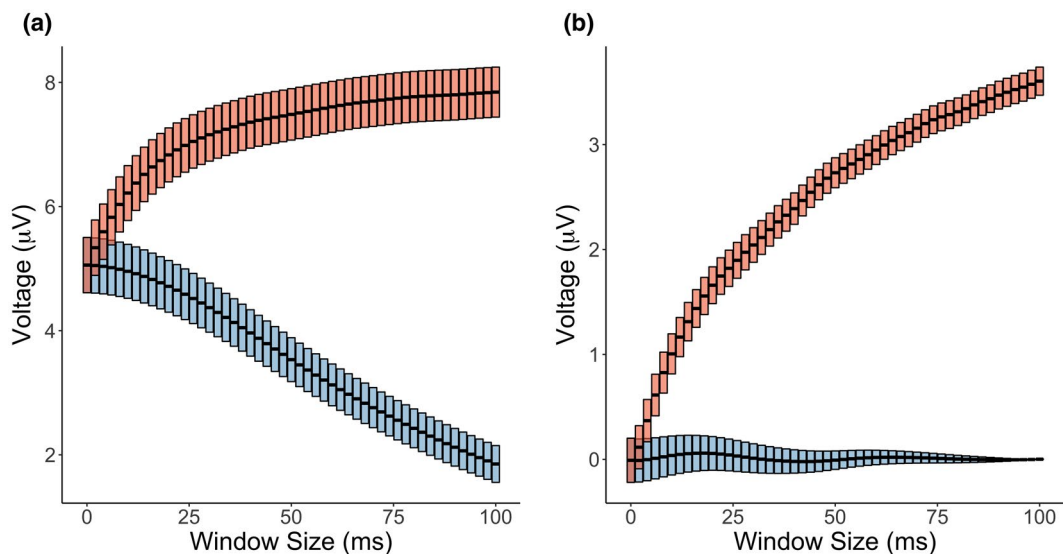 (a)
Voltage (μV)
8
6
4
2
0 25 50 75 100
Window Size (ms)
(b)
Voltage (μV)
3
2
1
0
0 25 50 75 100
Window Size (ms)